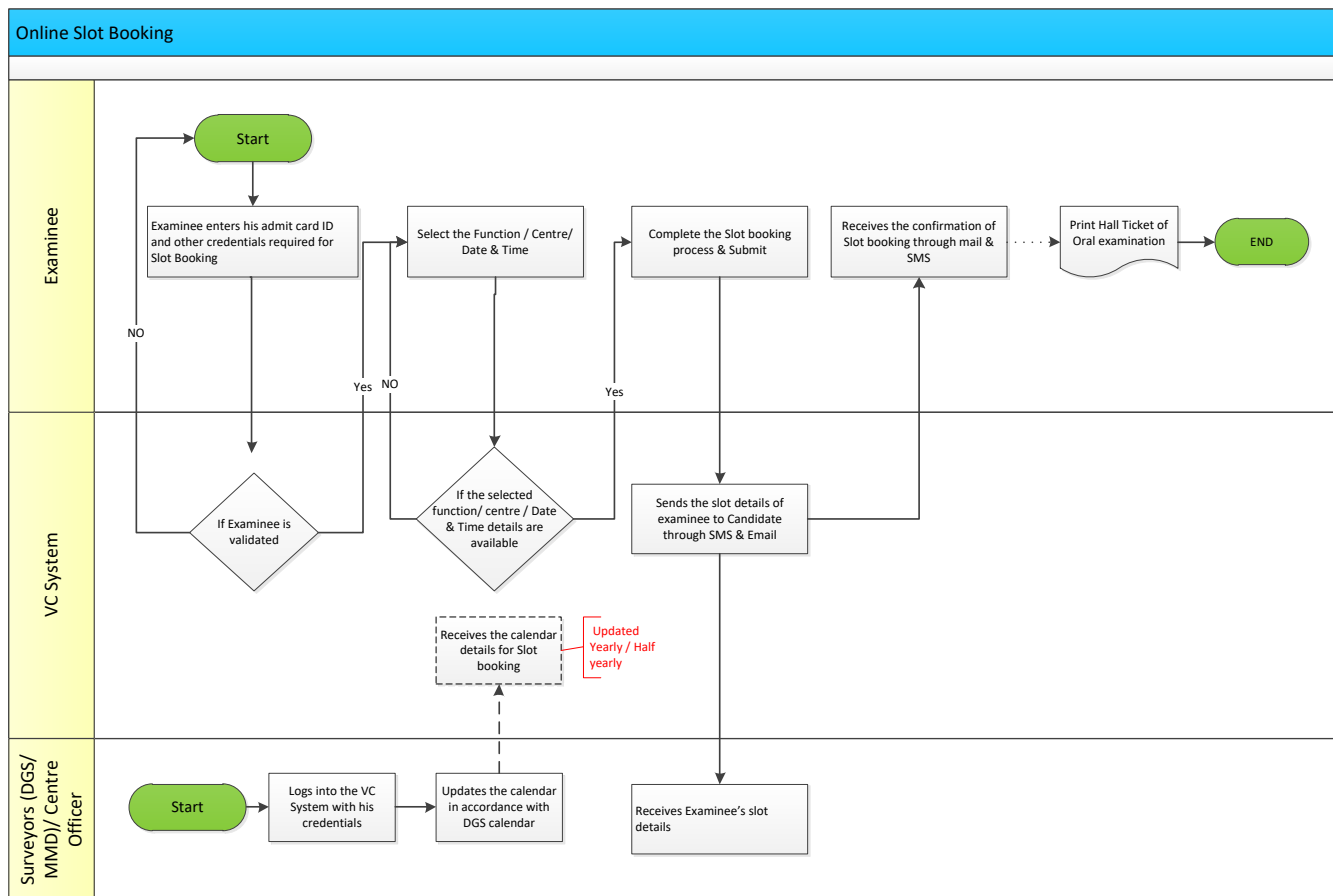 Online Slot Booking
Examinee
Start
Examinee enters his admit card ID
and other credentials required for
Slot Booking
Select the Function / Centre/
Date & Time
Complete the Slot booking
process & Submit
Receives the confirmation of
Slot booking through mail &
SMS
Print Hall Ticket of
Oral examination
END
NO
Yes
NO
Yes
VC System
If Examinee is
validated
If the selected
function/ centre / Date
& Time details are
available
Sends the slot details of
examinee to Candidate
through SMS & Email
Receives the calendar
details for Slot
booking
Updated
Yearly / Half
yearly
Surveyors (DGS/
MMD)/ Centre
Officer
Start
Logs into the VC
System with his
credentials
Updates the calendar
in accordance with
DGS calendar
Receives Examinee’s slot
details